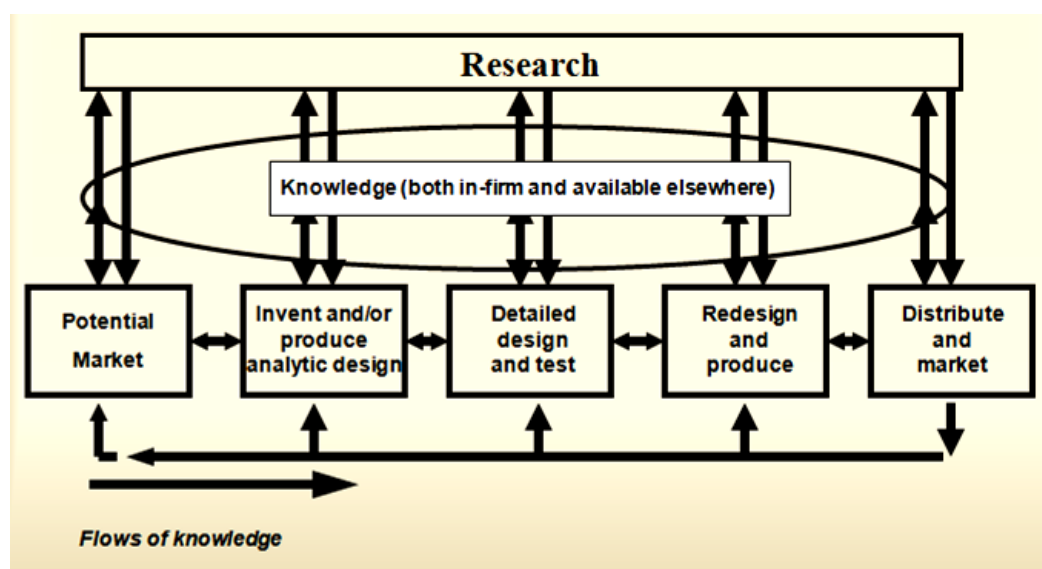 Research
Knowledge (both in-firm and available elsewhere)
Potential
Market
Invent and/or
produce
analytic design
Detailed
design
and test
Redesign
and
produce
Distribute
and
market
Flows of knowledge